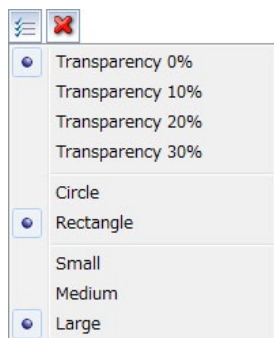 Transparency 0%
Transparency 10%
Transparency 20%
Transparency 30%
Circle
Rectangle
Small
Medium
Large